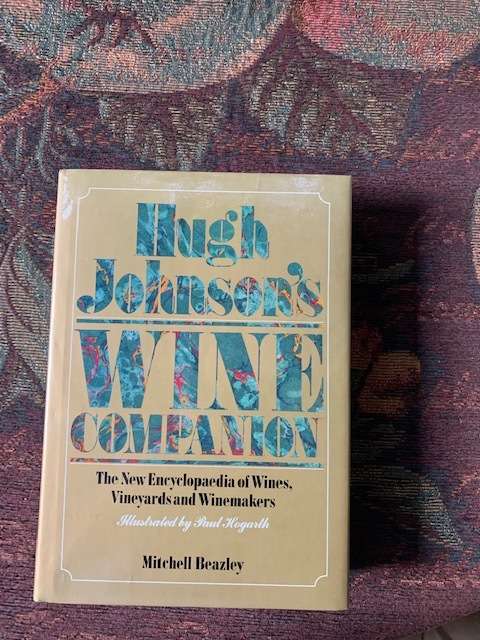 Hugh
Johnson's
WINE
COMPANION
The New Encyclopaedia of Wines,
Vineyards and Winemakers
Illustrated by Paul Hogarth
Mitchell Beazley